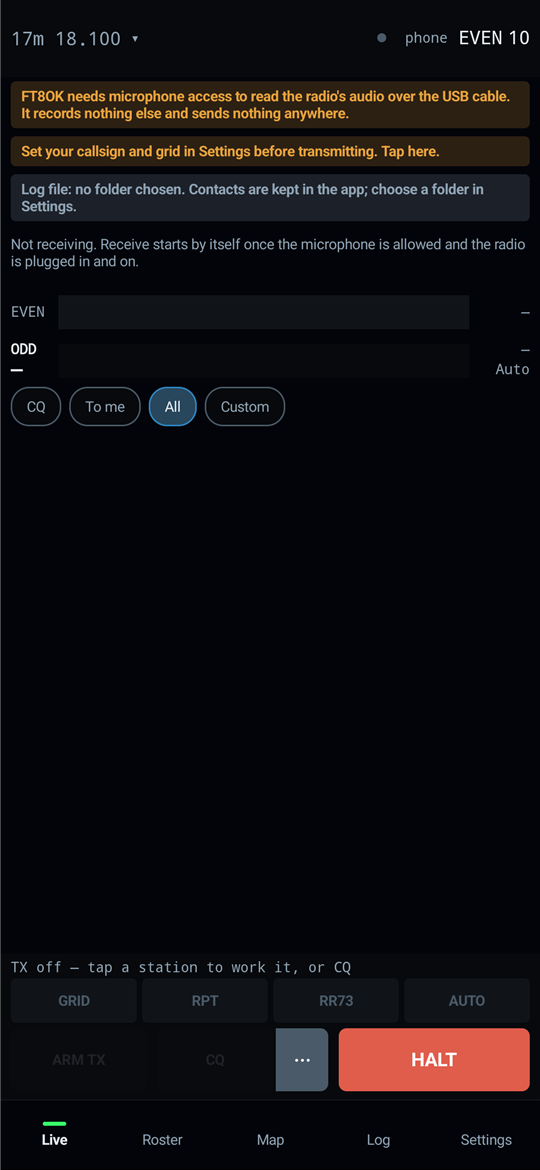 17m 18.100 ▾ phone EVEN 10
FT8OK needs microphone access to read the radio's audio over the USB cable.
It records nothing else and sends nothing anywhere.
Set your callsign and grid in Settings before transmitting. Tap here.
Log file: no folder chosen. Contacts are kept in the app; choose a folder in
Settings.
Not receiving. Receive starts by itself once the microphone is allowed and the radio
is plugged in and on.
EVEN –
ODD –
– Auto
CQ To me All Custom
TX off – tap a station to work it, or CQ
GRID RPT RR73 AUTO
ARM TX CQ ... HALT
Live Roster Map Log Settings